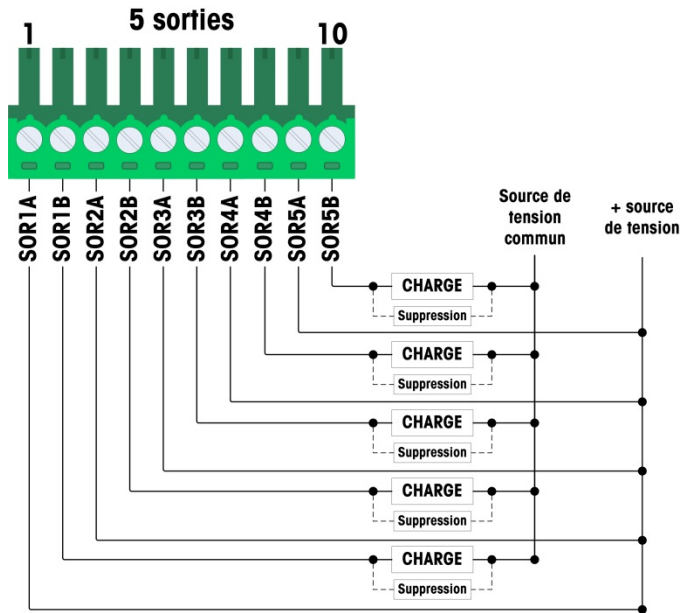 5 sorties
1
10
SOR1A
SOR1B
SOR2A
SOR2B
SOR3A
SOR3B
SOR4A
SOR4B
SOR5A
SOR5B
Source de
tension
commun
+ source
de tension
CHARGE
Suppression
CHARGE
Suppression
CHARGE
Suppression
CHARGE
Suppression
CHARGE
Suppression